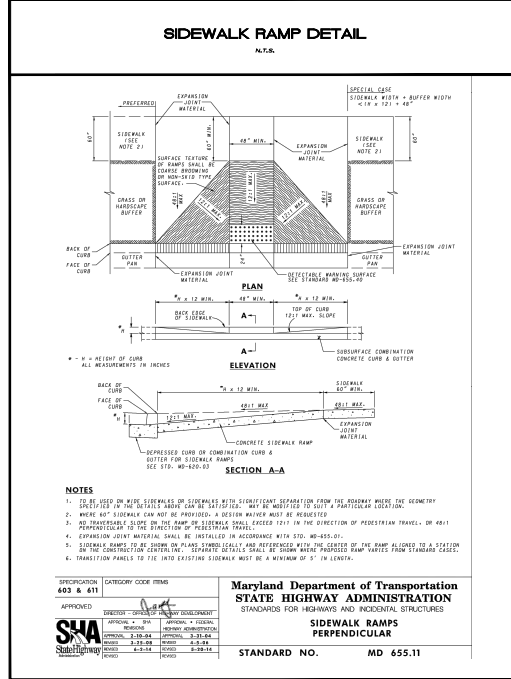 SIDEWALK RAMP DETAIL
N.T.S.
SPECIAL CASE
SIDEWALK WIDTH + BUFFER WIDTH
< (H x 12) + 48"
PREFERRED
EXPANSION
JOINT
MATERIAL
60"
60" MIN.
48" MIN.
60"
SIDEWALK
(SEE
NOTE 2)
EXPANSION
JOINT
MATERIAL
SIDEWALK
(SEE
NOTE 2)
SURFACE TEXTURE
OF RAMPS SHALL BE
COARSE BROOMING
OR NON-SKID TYPE
SURFACE.
12:1 MAX.
48:1
MAX
12:1 MAX.
12:1 MAX.
48:1
MAX
GRASS OR
HARDSCAPE
BUFFER
GRASS OR
HARDSCAPE
BUFFER
BACK OF
CURB
FACE OF
CURB
GUTTER
PAN
24"
GUTTER
PAN
EXPANSION JOINT
MATERIAL
EXPANSION JOINT
MATERIAL
DETECTABLE WARNING SURFACE
SEE STANDARD MD-655.40
PLAN
*H x 12 MIN.
48" MIN.
*H x 12 MIN.
BACK EDGE
OF SIDEWALK
A
TOP OF CURB
12:1 MAX. SLOPE
*H
A
SUBSURFACE COMBINATION
CONCRETE CURB & GUTTER
* - H = HEIGHT OF CURB
ALL MEASUREMENTS IN INCHES
ELEVATION
BACK OF
CURB
FACE OF
CURB
*H x 12 MIN.
SIDEWALK
60" MIN.
48:1 MAX
48:1 MAX.
*H
12:1 MAX.
EXPANSION
JOINT
MATERIAL
CONCRETE SIDEWALK RAMP
DEPRESSED CURB OR COMBINATION CURB &
GUTTER FOR SIDEWALK RAMPS
SEE STD. MD-620.03
SECTION A-A
NOTES
1. TO BE USED ON WIDE SIDEWALKS OR SIDEWALKS WITH SIGNIFICANT SEPARATION FROM THE ROADWAY WHERE THE GEOMETRY
SPECIFIED IN THE DETAILS ABOVE CAN BE SATISFIED. MAY BE MODIFIED TO SUIT A PARTICULAR LOCATION.
2. WHERE 60" SIDEWALK CAN NOT BE PROVIDED, A DESIGN WAIVER MUST BE REQUESTED
3. NO TRAVERSABLE SLOPE ON THE RAMP OR SIDEWALK SHALL EXCEED 12:1 IN THE DIRECTION OF PEDESTRIAN TRAVEL, OR 48:1
PERPENDICULAR TO THE DIRECTION OF PEDESTRIAN TRAVEL.
4. EXPANSION JOINT MATERIAL SHALL BE INSTALLED IN ACCORDANCE WITH STD. MD-655.01.
5. SIDEWALK RAMPS TO BE SHOWN ON PLANS SYMBOLICALLY AND REFERENCED WITH THE CENTER OF THE RAMP ALIGNED TO A STATION
ON THE CONSTRUCTION CENTERLINE. SEPARATE DETAILS SHALL BE SHOWN WHERE PROPOSED RAMP VARIES FROM STANDARD CASES.
6. TRANSITION PANELS TO TIE INTO EXISTING SIDEWALK MUST BE A MINIMUM OF 5' IN LENGTH.
SPECIFICATION
603 & 611
CATEGORY CODE ITEMS
APPROVED
DIRECTOR - OFFICE OF HIGHWAY DEVELOPMENT
SHA
StateHighway
Administration
APPROVAL • SHA
REVISIONS
APPROVAL • FEDERAL
HIGHWAY ADMINISTRATION
APPROVAL 2-10-04
APPROVAL 3-31-04
REVISED 3-25-08
REVISED 4-5-06
REVISED 6-2-14
REVISED 5-20-14
REVISED
REVISED
Maryland Department of Transportation
STATE HIGHWAY ADMINISTRATION
STANDARDS FOR HIGHWAYS AND INCIDENTAL STRUCTURES
SIDEWALK RAMPS
PERPENDICULAR
STANDARD NO. MD 655.11